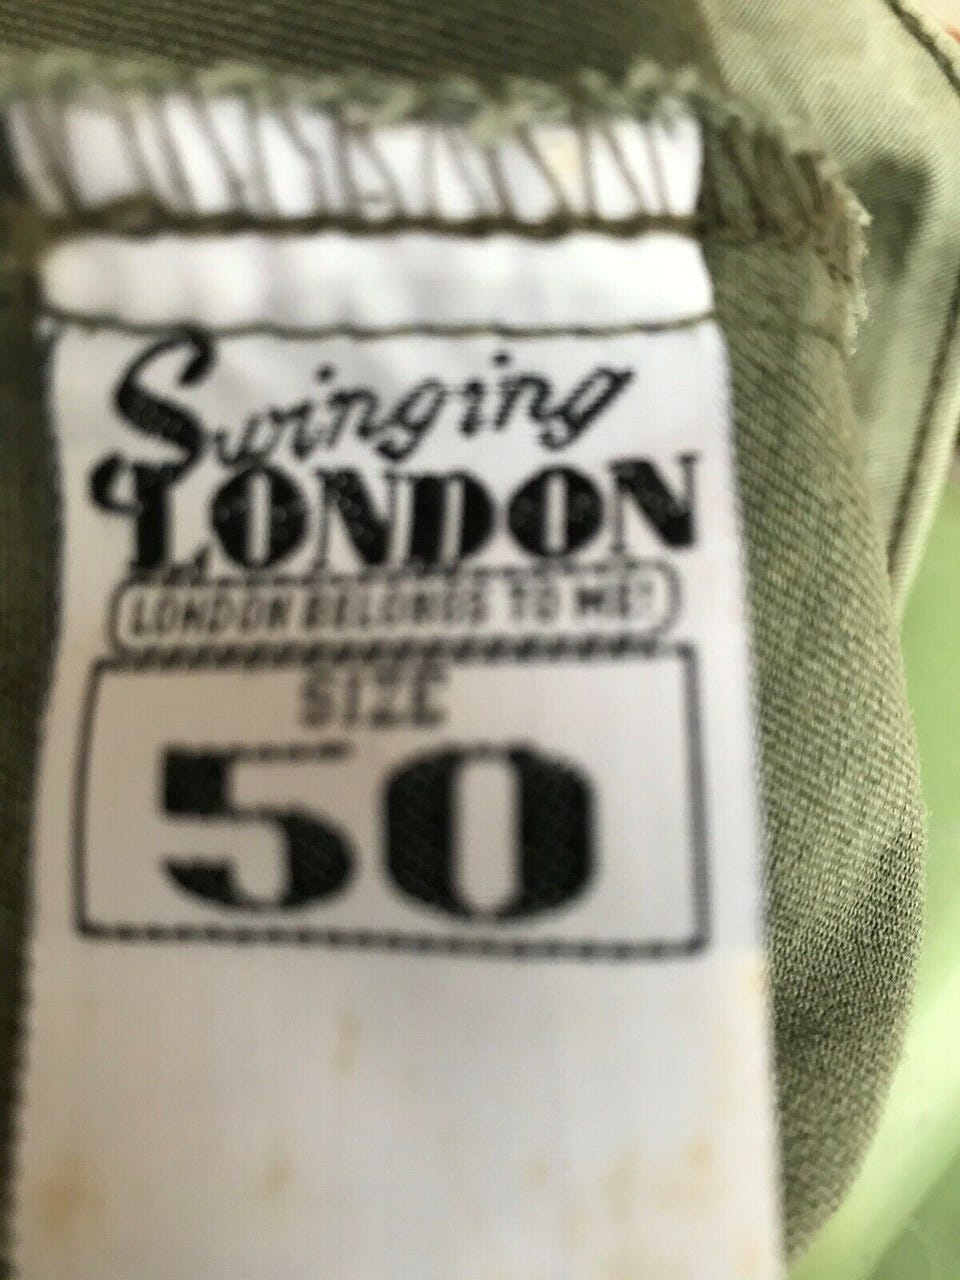 Swinging
LONDON
LONDON BELONGS TO ME!
SIZE
50